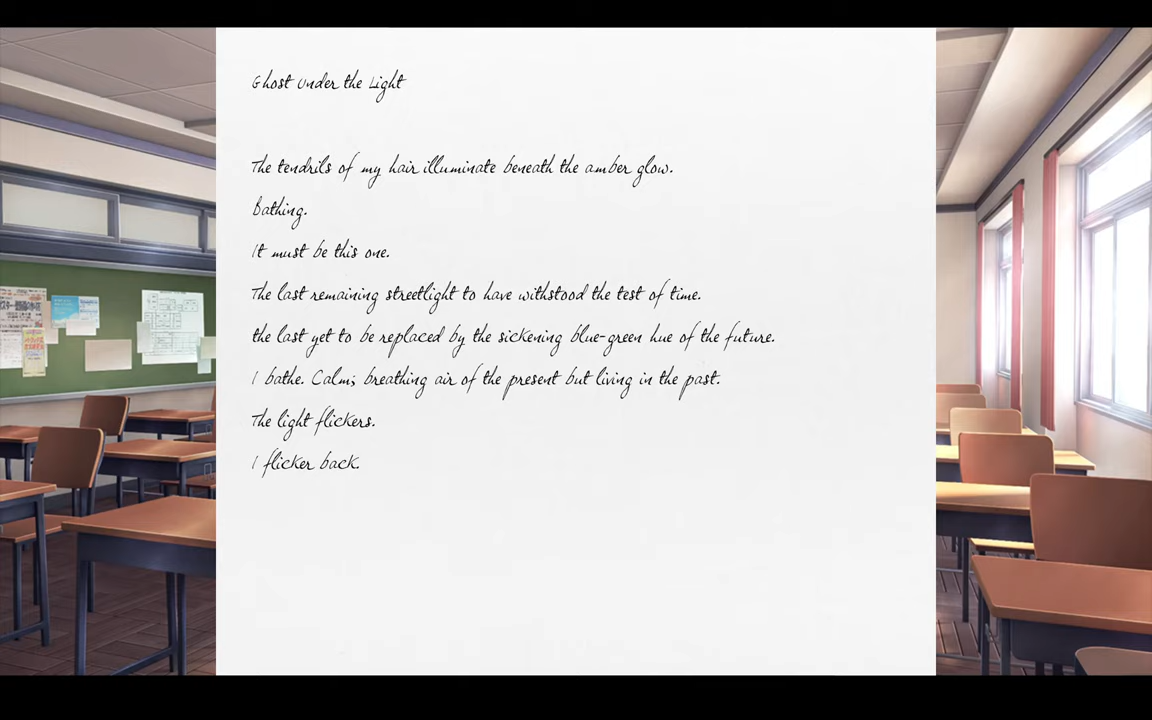 Ghost Under the Light
The tendrils of my hair illuminate beneath the amber glow.
Bathing.
It must be this one.
The last remaining streetlight to have withstood the test of time.
the last yet to be replaced by the sickening blue-green hue of the future.
I bathe. Calm; breathing air of the present but living in the past.
The light flickers.
I flicker back.